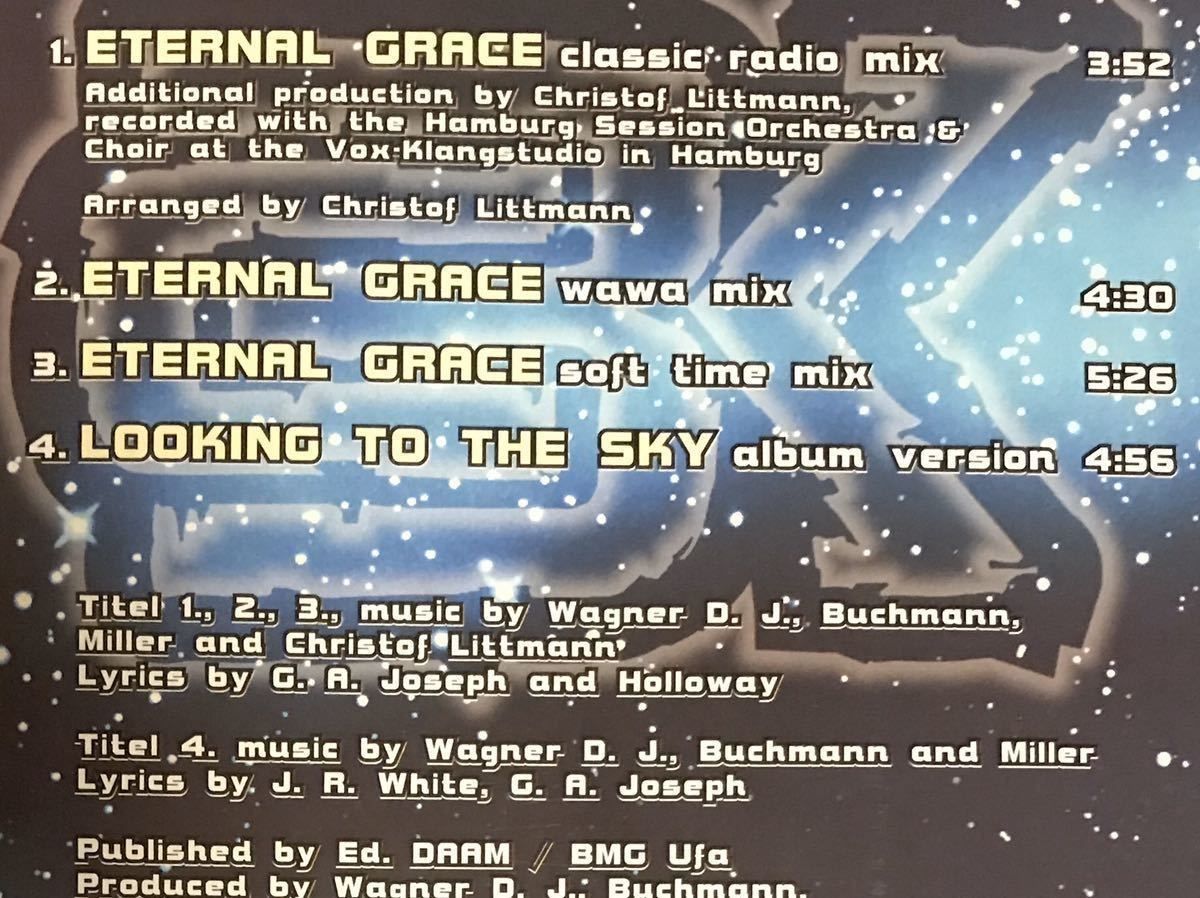 1. ETERNAL GRACE classic radio mix 3:52
Additional production by Christof Littmann,
recorded with the Hamburg Session Orchestra &
Choir at the Vox-Klangstudio in Hamburg
Arranged by Christof Littmann
2. ETERNAL GRACE wawa mix 4:30
3. ETERNAL GRACE soft time mix 5:26
4. LOOKING TO THE SKY album version 4:56
Titel 1., 2., 3., music by Wagner D. J., Buchmann,
Miller and Christof Littmann
Lyrics by G. A. Joseph and Holloway
Titel 4. music by Wagner D. J., Buchmann and Miller
Lyrics by J. R. White, G. A. Joseph
Published by Ed. DAAM / BMG Ufa
Produced by Wagner D. J., Buchmann,